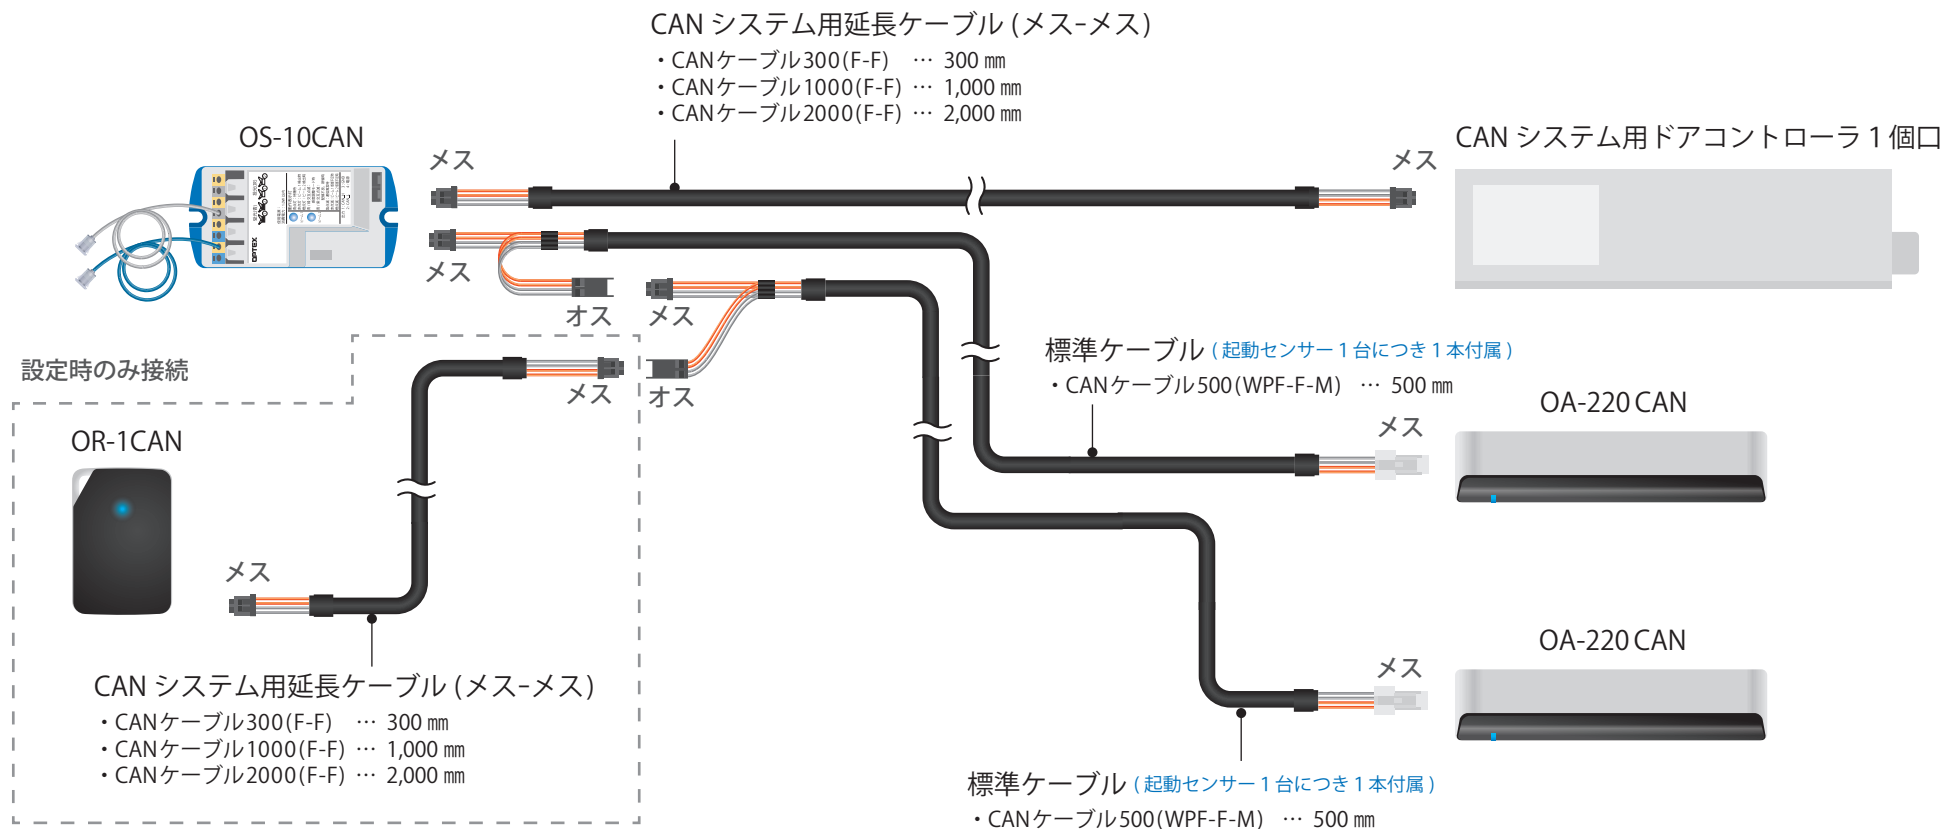 CAN システム用延長ケーブル (メス-メス)
・CANケーブル300(F-F) … 300 ㎜
・CANケーブル1000(F-F) … 1,000 ㎜
・CANケーブル2000(F-F) … 2,000 ㎜
OS-10CAN
メス
メス
CAN システム用ドアコントローラ 1 個口
OPTEX
メス
オス
メス
設定時のみ接続
メス
オス
標準ケーブル ( 起動センサー 1 台につき 1 本付属 )
・CANケーブル500(WPF-F-M) … 500 ㎜
OA-220 CAN
メス
OR-1CAN
メス
OA-220 CAN
メス
CAN システム用延長ケーブル (メス-メス)
・CANケーブル300(F-F) … 300 ㎜
・CANケーブル1000(F-F) … 1,000 ㎜
・CANケーブル2000(F-F) … 2,000 ㎜
標準ケーブル ( 起動センサー 1 台につき 1 本付属 )
・CANケーブル500(WPF-F-M) … 500 ㎜